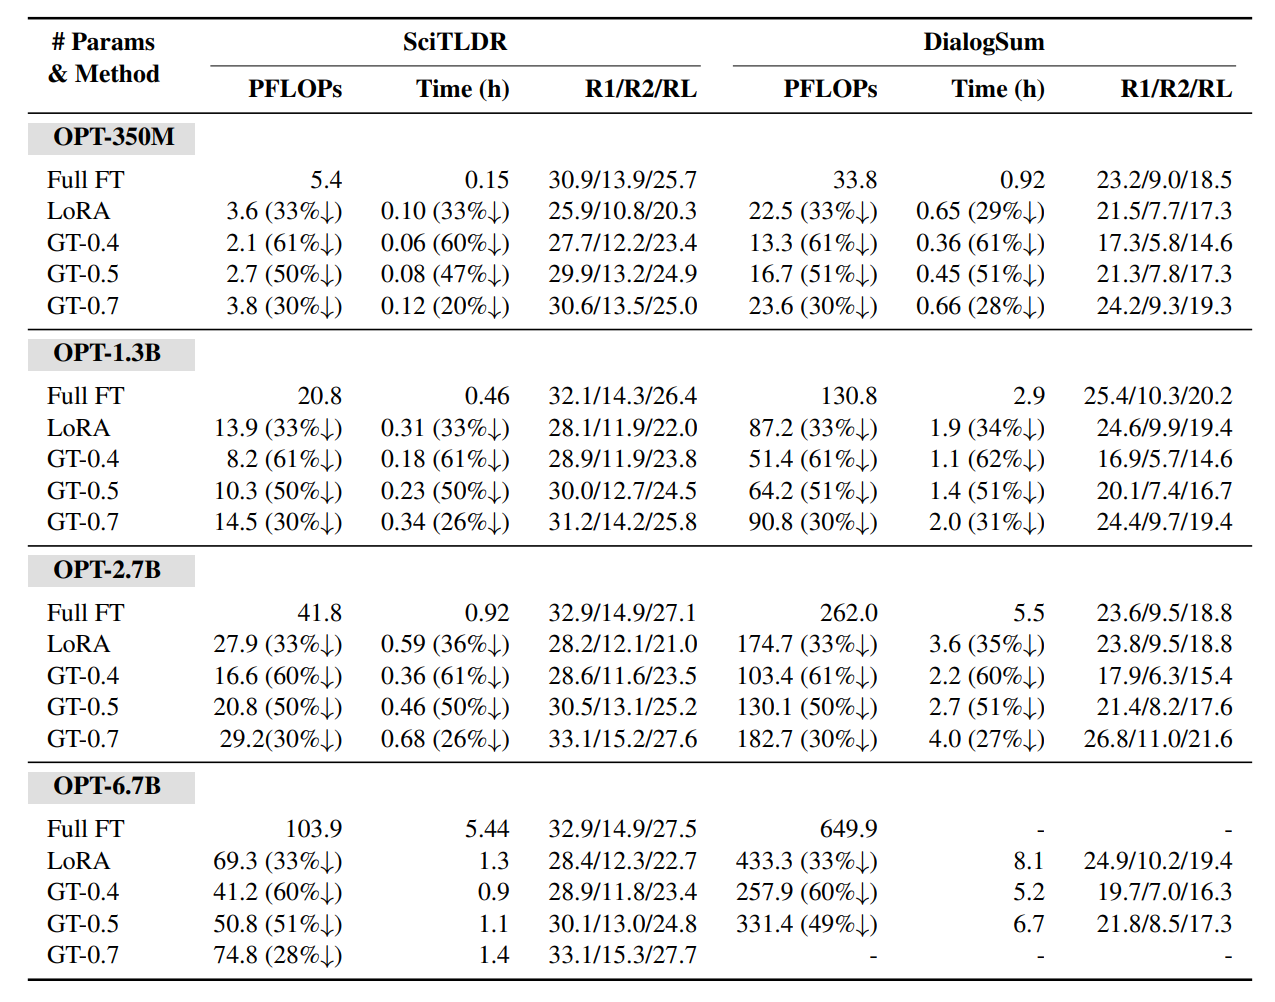 # Params SciTLDR DialogSum
& Method PFLOPs Time (h) R1/R2/RL PFLOPs Time (h) R1/R2/RL
OPT-350M
Full FT 5.4 0.15 30.9/13.9/25.7 33.8 0.92 23.2/9.0/18.5
LoRA 3.6 (33%↓) 0.10 (33%↓) 25.9/10.8/20.3 22.5 (33%↓) 0.65 (29%↓) 21.5/7.7/17.3
GT-0.4 2.1 (61%↓) 0.06 (60%↓) 27.7/12.2/23.4 13.3 (61%↓) 0.36 (61%↓) 17.3/5.8/14.6
GT-0.5 2.7 (50%↓) 0.08 (47%↓) 29.9/13.2/24.9 16.7 (51%↓) 0.45 (51%↓) 21.3/7.8/17.3
GT-0.7 3.8 (30%↓) 0.12 (20%↓) 30.6/13.5/25.0 23.6 (30%↓) 0.66 (28%↓) 24.2/9.3/19.3
OPT-1.3B
Full FT 20.8 0.46 32.1/14.3/26.4 130.8 2.9 25.4/10.3/20.2
LoRA 13.9 (33%↓) 0.31 (33%↓) 28.1/11.9/22.0 87.2 (33%↓) 1.9 (34%↓) 24.6/9.9/19.4
GT-0.4 8.2 (61%↓) 0.18 (61%↓) 28.9/11.9/23.8 51.4 (61%↓) 1.1 (62%↓) 16.9/5.7/14.6
GT-0.5 10.3 (50%↓) 0.23 (50%↓) 30.0/12.7/24.5 64.2 (51%↓) 1.4 (51%↓) 20.1/7.4/16.7
GT-0.7 14.5 (30%↓) 0.34 (26%↓) 31.2/14.2/25.8 90.8 (30%↓) 2.0 (31%↓) 24.4/9.7/19.4
OPT-2.7B
Full FT 41.8 0.92 32.9/14.9/27.1 262.0 5.5 23.6/9.5/18.8
LoRA 27.9 (33%↓) 0.59 (36%↓) 28.2/12.1/21.0 174.7 (33%↓) 3.6 (35%↓) 23.8/9.5/18.8
GT-0.4 16.6 (60%↓) 0.36 (61%↓) 28.6/11.6/23.5 103.4 (61%↓) 2.2 (60%↓) 17.9/6.3/15.4
GT-0.5 20.8 (50%↓) 0.46 (50%↓) 30.5/13.1/25.2 130.1 (50%↓) 2.7 (51%↓) 21.4/8.2/17.6
GT-0.7 29.2(30%↓) 0.68 (26%↓) 33.1/15.2/27.6 182.7 (30%↓) 4.0 (27%↓) 26.8/11.0/21.6
OPT-6.7B
Full FT 103.9 5.44 32.9/14.9/27.5 649.9 - -
LoRA 69.3 (33%↓) 1.3 28.4/12.3/22.7 433.3 (33%↓) 8.1 24.9/10.2/19.4
GT-0.4 41.2 (60%↓) 0.9 28.9/11.8/23.4 257.9 (60%↓) 5.2 19.7/7.0/16.3
GT-0.5 50.8 (51%↓) 1.1 30.1/13.0/24.8 331.4 (49%↓) 6.7 21.8/8.5/17.3
GT-0.7 74.8 (28%↓) 1.4 33.1/15.3/27.7 - - -